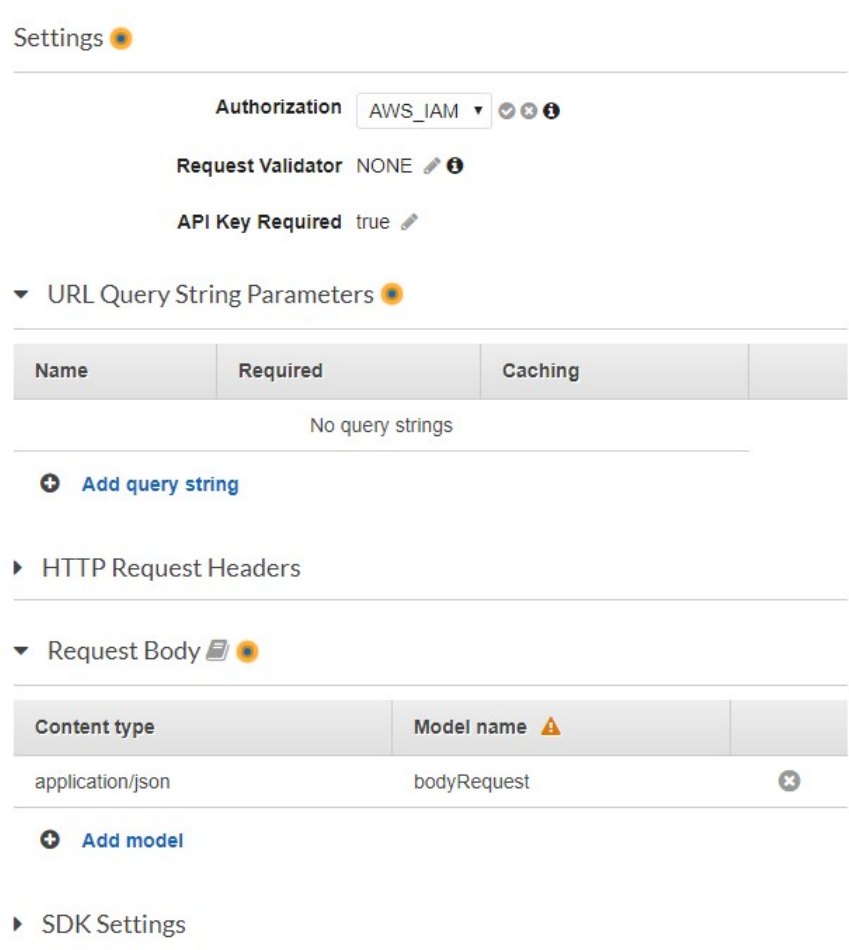 Settings
Authorization AWS_IAM
Request Validator NONE
API Key Required true
URL Query String Parameters
Name Required Caching
No query strings
Add query string
HTTP Request Headers
Request Body
Content type Model name
application/json bodyRequest
Add model
SDK Settings